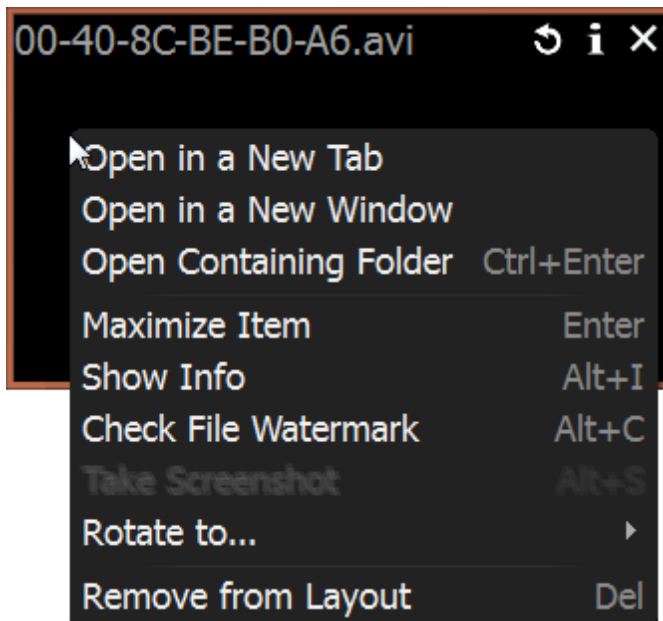 00-40-8C-BE-B0-A6.avi
Open in a New Tab
Open in a New Window
Open Containing Folder Ctrl+Enter
Maximize Item Enter
Show Info Alt+I
Check File Watermark Alt+C
Take Screenshot Alt+S
Rotate to...
Remove from Layout Del